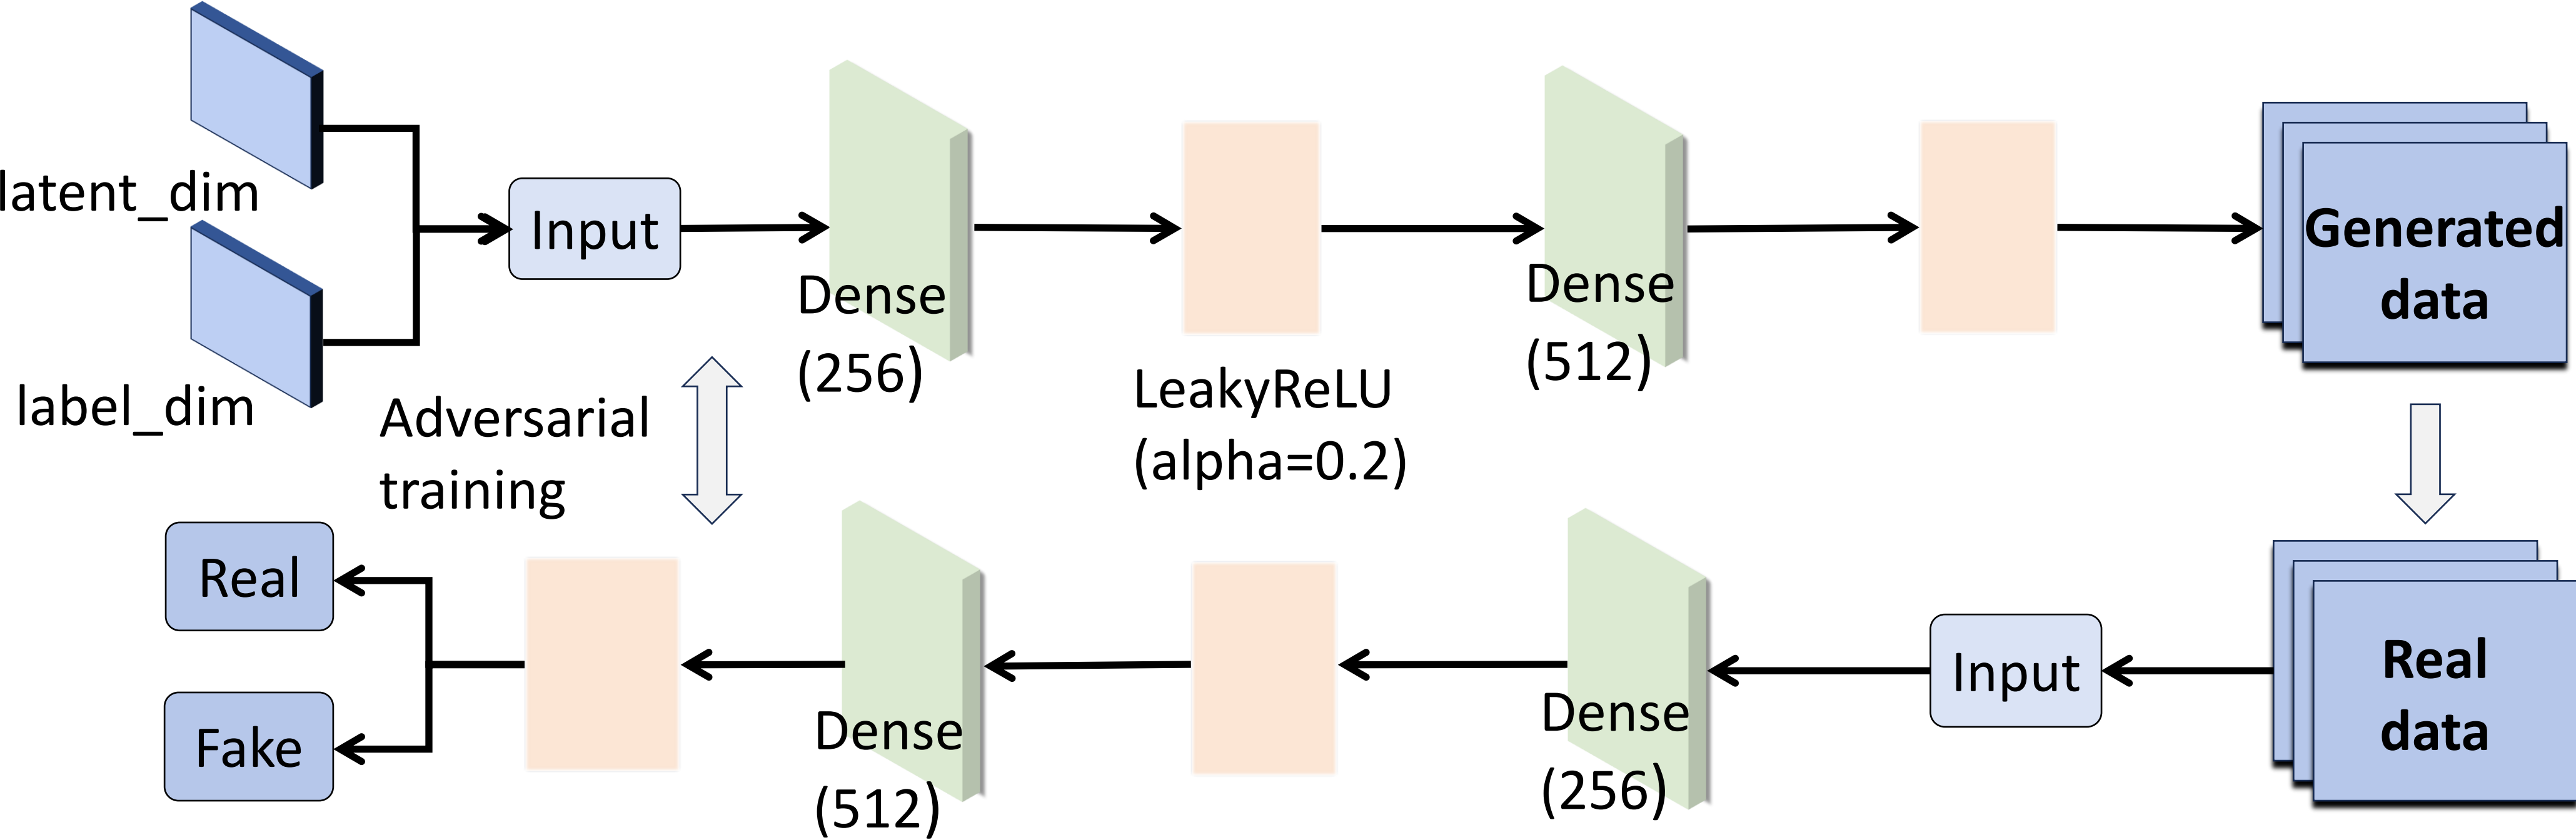 latent_dim
label_dim
Input
Dense
(256)
LeakyReLU
(alpha=0.2)
Dense
(512)
Generated
data
Adversarial
training
Real
Fake
Dense
(512)
Dense
(256)
Input
Real
data